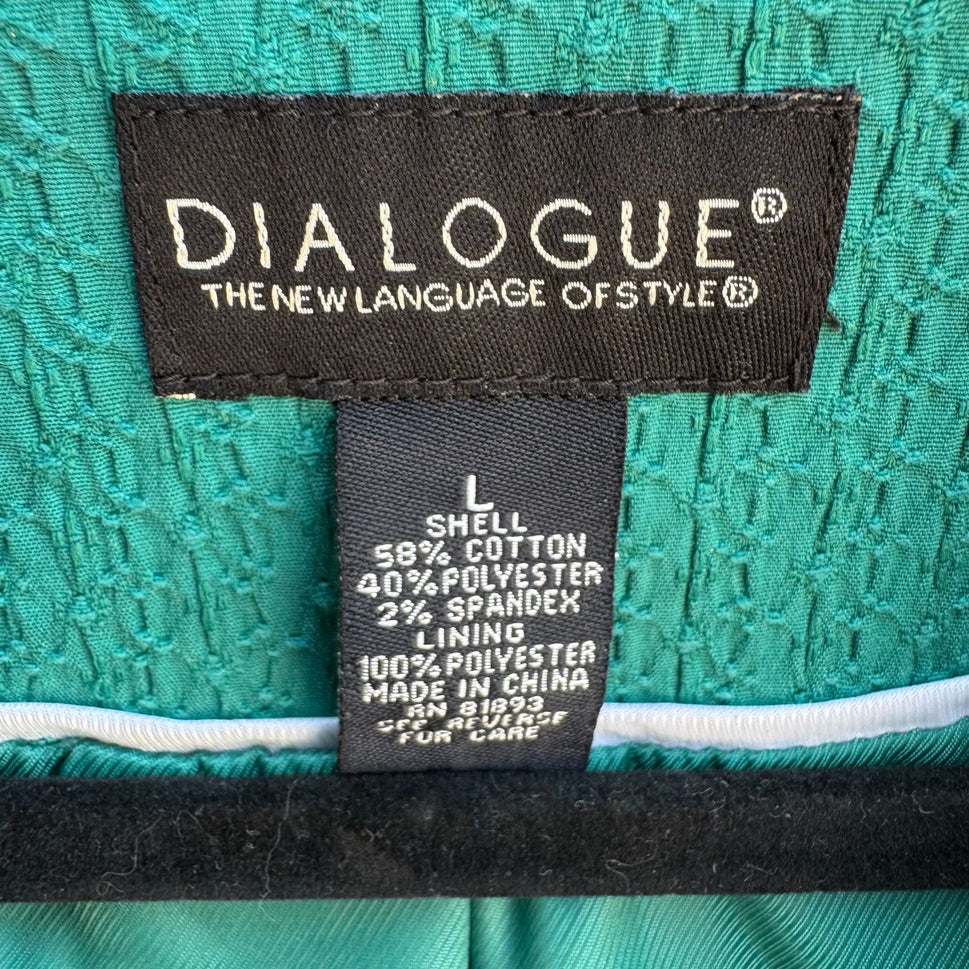 DIALOGUE®
THE NEW LANGUAGE OF STYLE®
L
SHELL
58% COTTON
40% POLYESTER
2% SPANDEX
LINING
100% POLYESTER
MADE IN CHINA
RN 81893
SEE REVERSE
FOR CARE